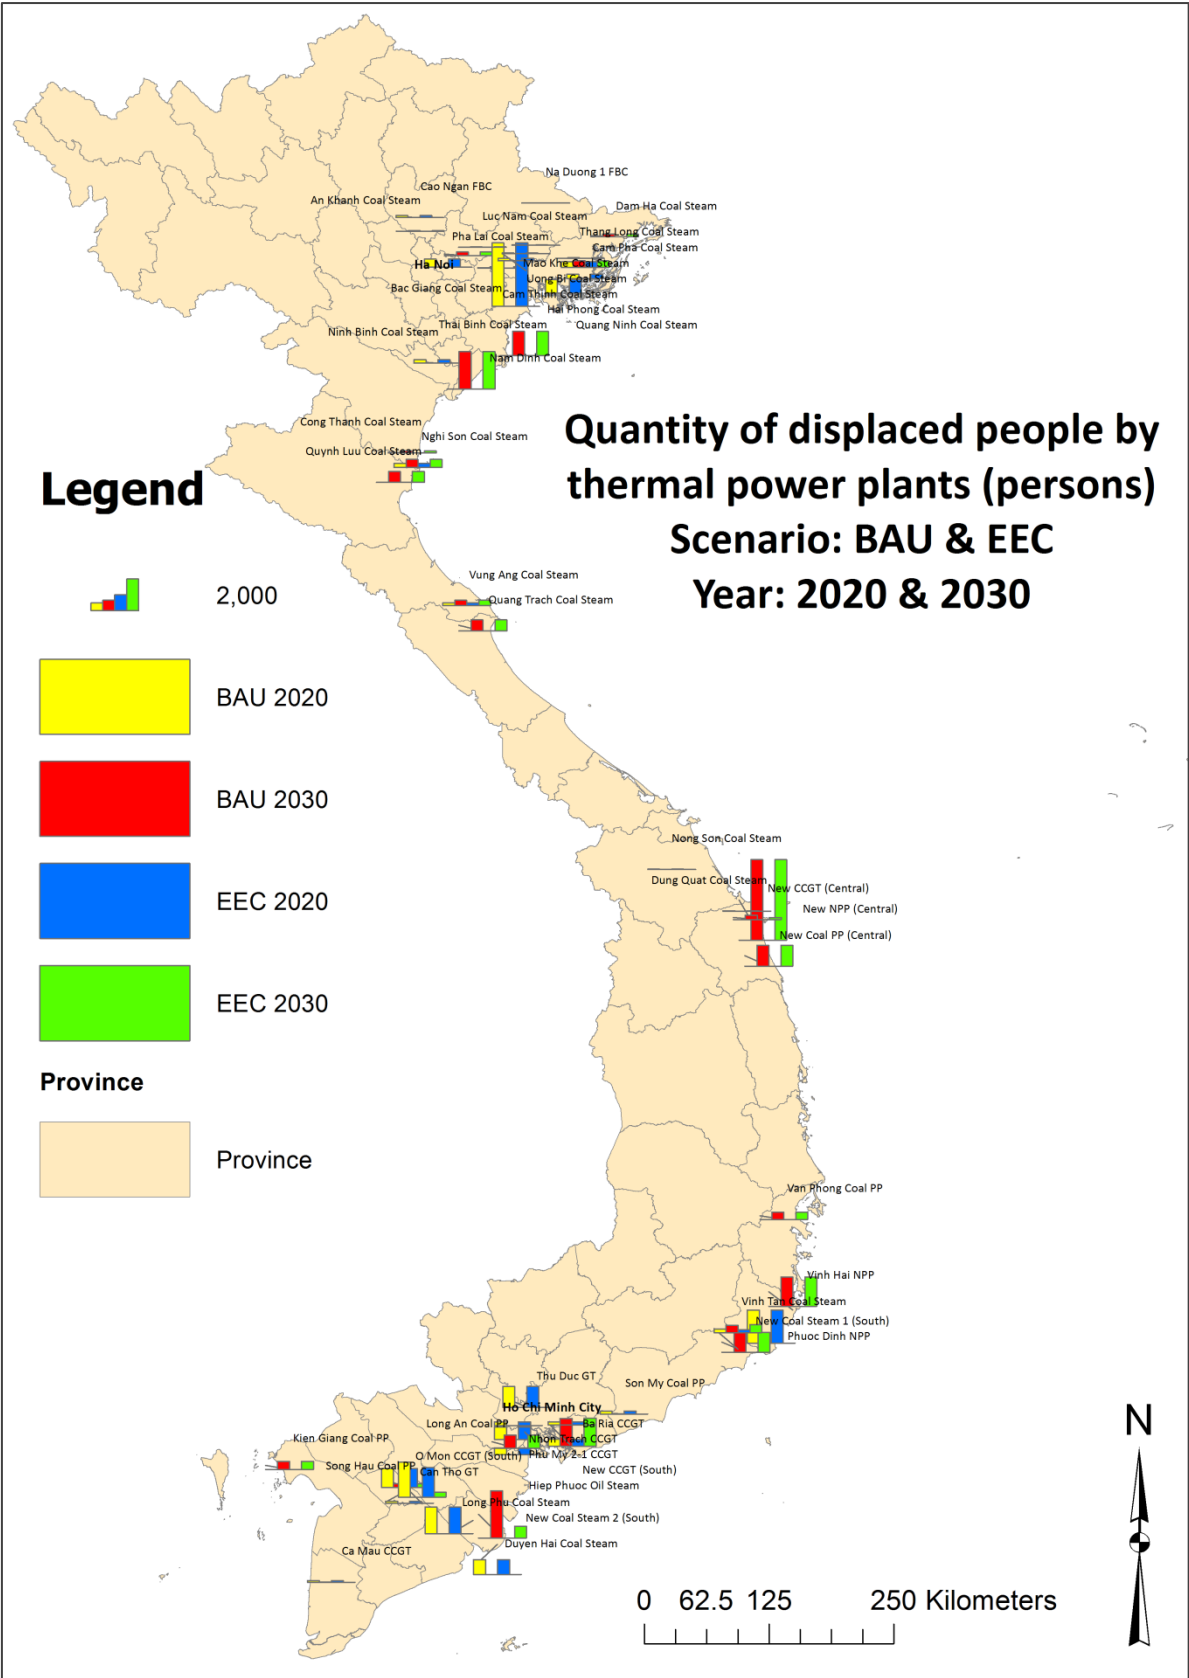 Na Duong 1 FBC
Cao Ngan FBC
An Khanh Coal Steam
Dam Ha Coal Steam
Luc Nam Coal Steam
Thang Long Coal Steam
Pha Lai Coal Steam
Cam Pha Coal Steam
Ha Noi
Mao Khe Coal Steam
Uong Bi Coal Steam
Bac Giang Coal Steam
Cam Thinh Coal Steam
Hai Phong Coal Steam
Thai Binh Coal Steam
Quang Ninh Coal Steam
Ninh Binh Coal Steam
Nam Dinh Coal Steam
Cong Thanh Coal Steam
Nghi Son Coal Steam
Quynh Luu Coal Steam
Quantity of displaced people by
thermal power plants (persons)
Scenario: BAU & EEC
Year: 2020 & 2030
Legend
2,000
BAU 2020
BAU 2030
EEC 2020
EEC 2030
Province
Province
Vung Ang Coal Steam
Quang Trach Coal Steam
Nong Son Coal Steam
Dung Quat Coal Steam
New CCGT (Central)
New NPP (Central)
New Coal PP (Central)
Van Phong Coal PP
Vinh Hai NPP
Vinh Tan Coal Steam
New Coal Steam 1 (South)
Phuoc Dinh NPP
Thu Duc GT
Son My Coal PP
Ho Chi Minh City
Long An Coal PP
Ba Ria CCGT
Kien Giang Coal PP
Nhon Trach CCGT
O Mon CCGT (South)
Phu My 2-1 CCGT
Song Hau Coal PP
Can Tho GT
New CCGT (South)
Hiep Phuoc Oil Steam
Long Phu Coal Steam
New Coal Steam 2 (South)
Ca Mau CCGT
Duyen Hai Coal Steam
N
0 62.5 125 250 Kilometers